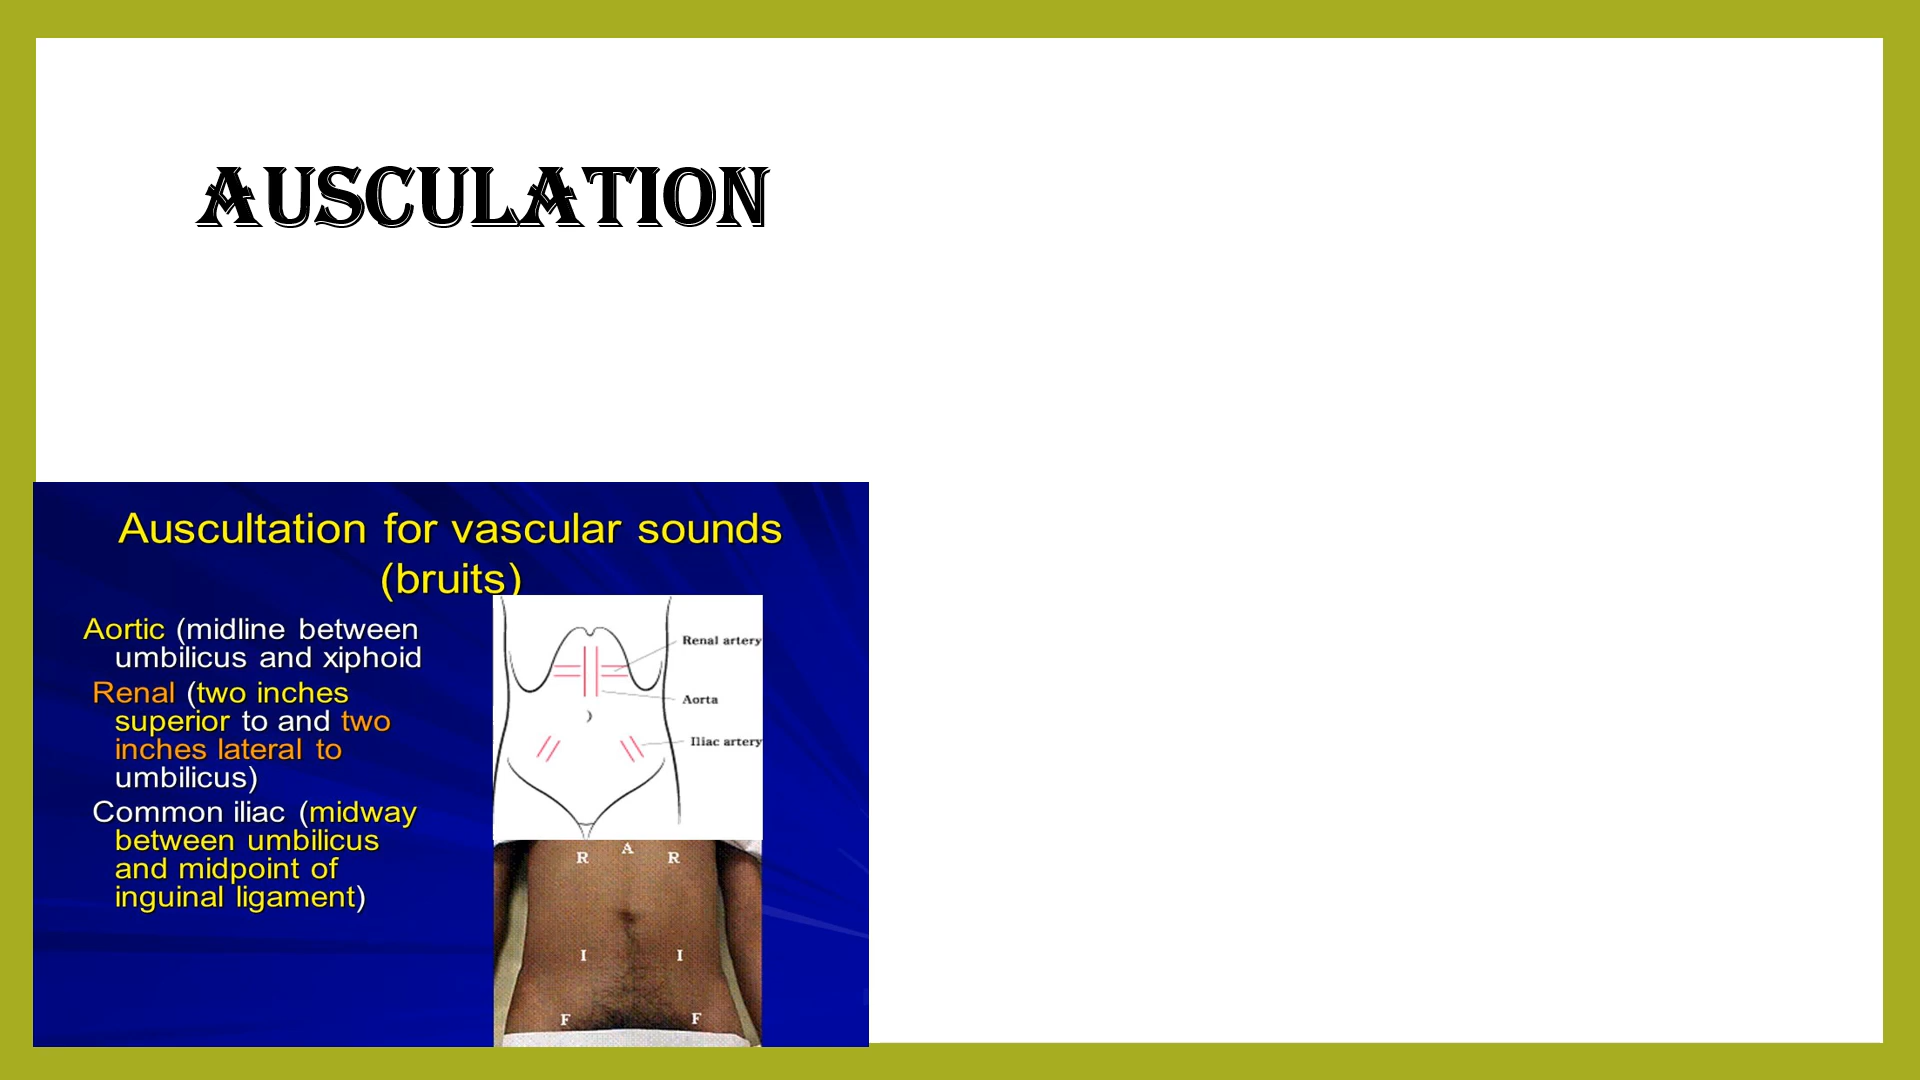 AUSCULATION
Auscultation for vascular sounds
(bruits)
Aortic (midline between
umbilicus and xiphoid
Renal (two inches
superior to and two
inches lateral to
umbilicus)
Common iliac (midway
between umbilicus
and midpoint of
inguinal ligament)
Renal artery
Aorta
Iliac artery
R A R
I I
F F